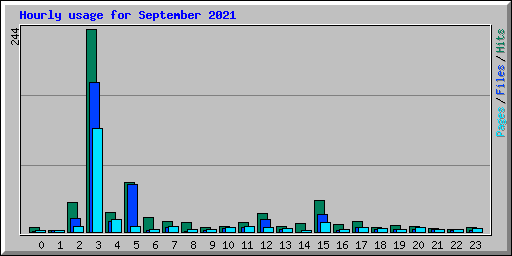 Hourly usage for September 2021
244
Pages / Files / Hits
0 1 2 3 4 5 6 7 8 9 10 11 12 13 14 15 16 17 18 19 20 21 22 23